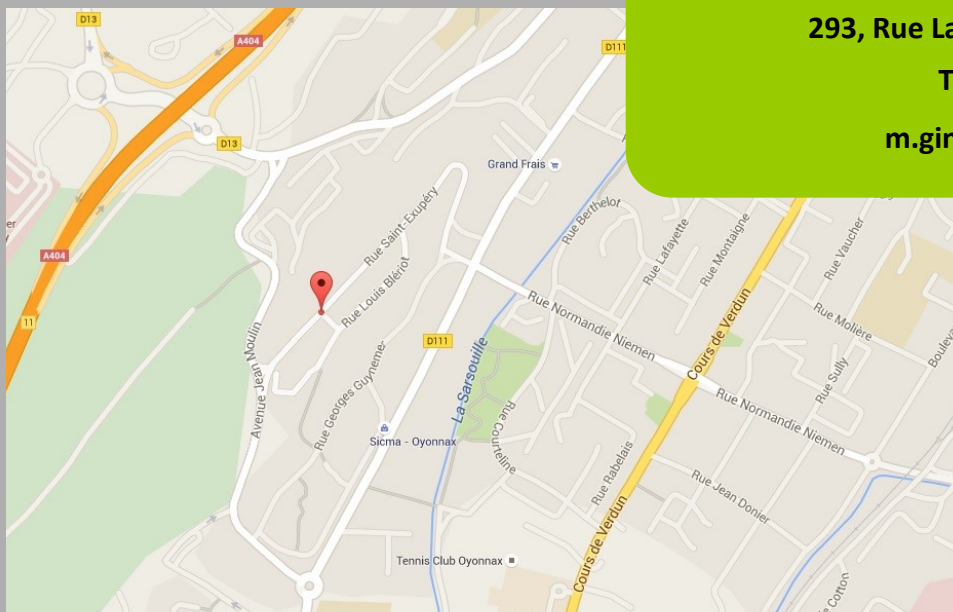 293, Rue La
T
m.gir
D13
A404
D111
D13
Grand Frais
Rue Saint-Exupéry
Rue Berthelot
Rue Lafayette
Rue Montaigne
Rue Vaucher
A404
Rue Louis Blériot
11
Rue Normandie Niemen
Rue Molière
Cours de Verdun
Avenue Jean Moulin
D111
La Sarsouille
Rue Georges Guynemer
Rue Sully
Rue Normandie Niemen
Sicma - Oyonnax
Rue Courteline
Rue Rabelais
Rue Jean Donier
Tennis Club Oyonnax
Cours de Verdun
Cotton